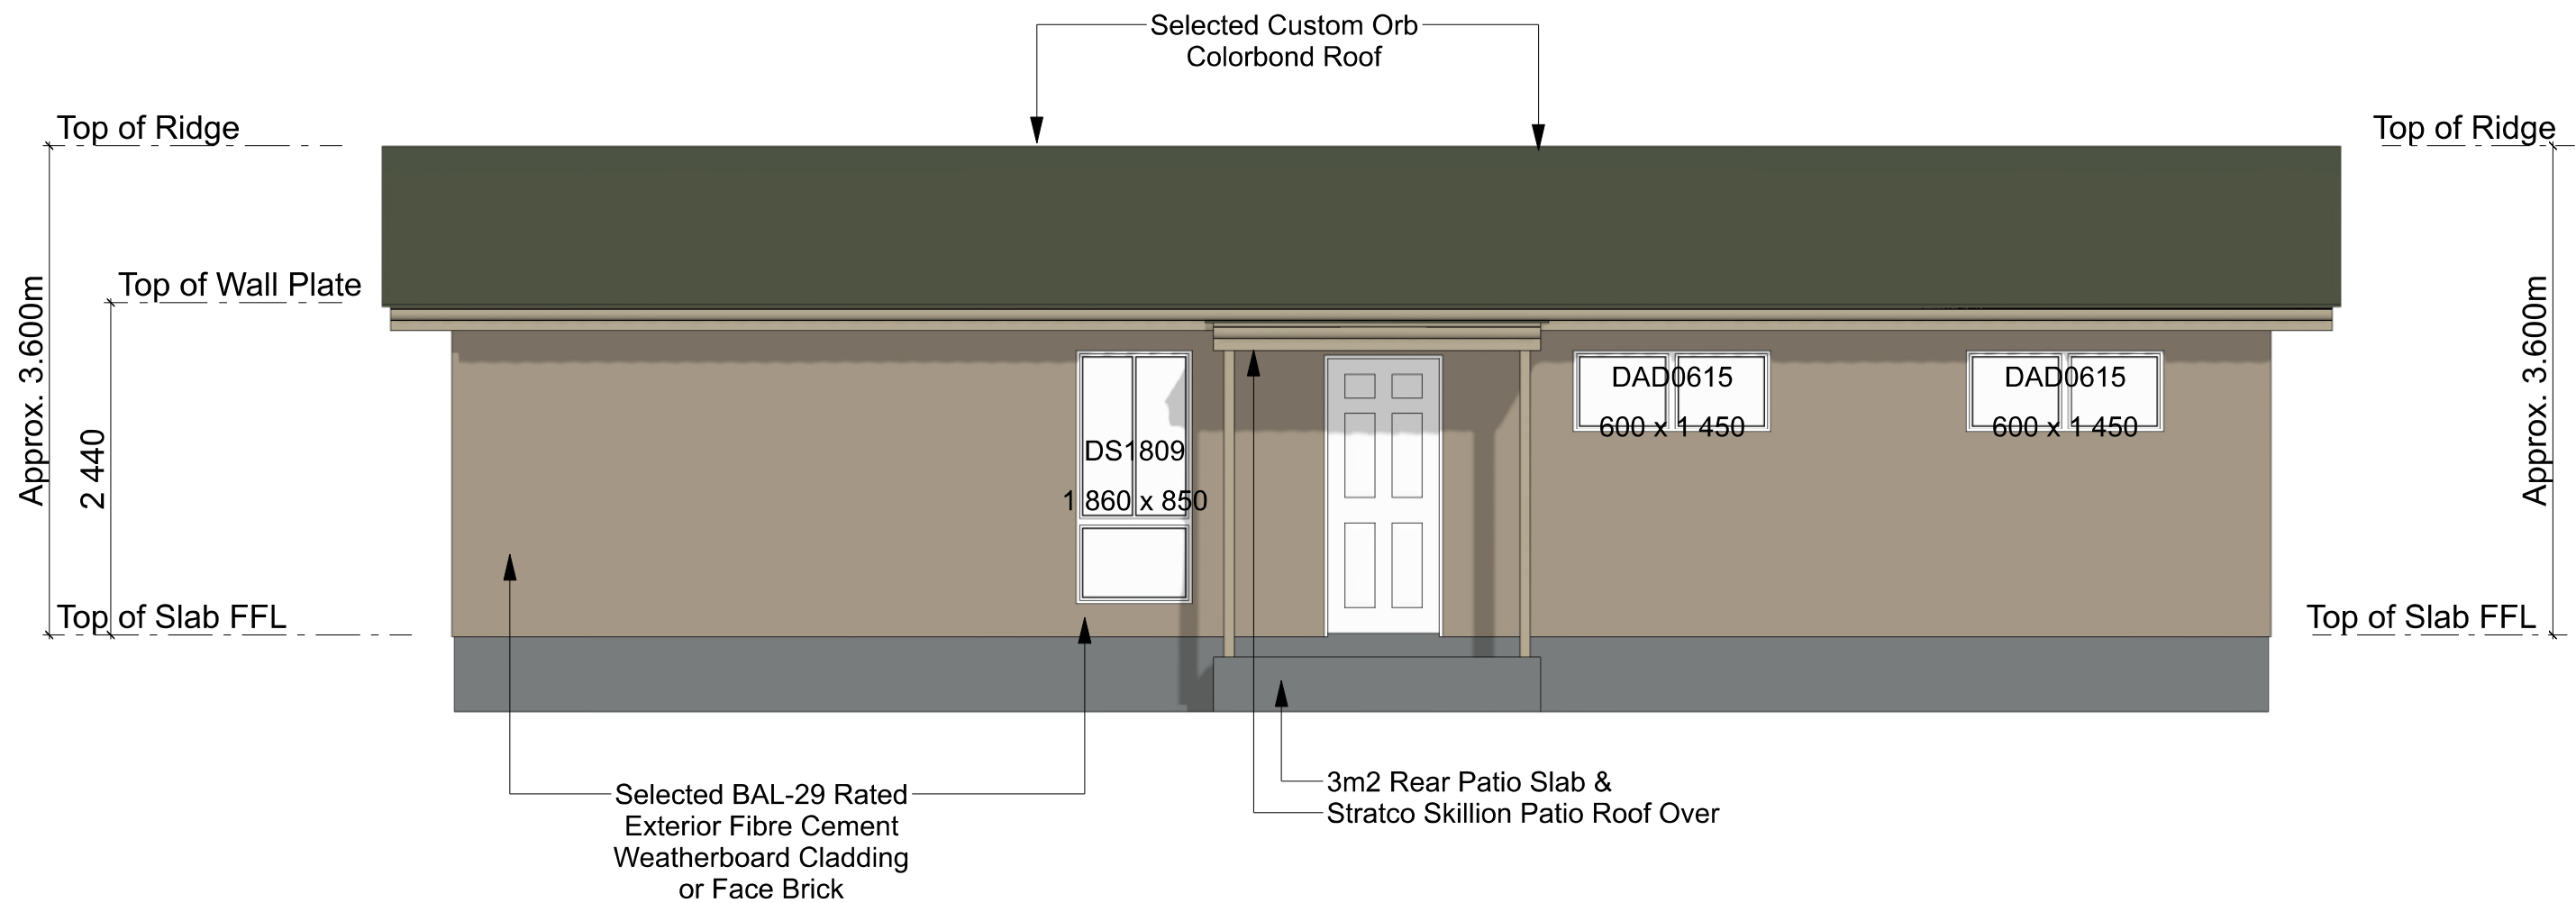 Selected Custom Orb
Colorbond Roof
Top of Ridge
Top of Ridge
Top of Wall Plate
Approx. 3.600m
2 440
Approx. 3.600m
DAD0615
600 x 1 450
DAD0615
600 x 1 450
DS1809
1 860 x 850
Top of Slab FFL
Top of Slab FFL
Selected BAL-29 Rated
Exterior Fibre Cement
Weatherboard Cladding
or Face Brick
3m2 Rear Patio Slab &
Stratco Skillion Patio Roof Over